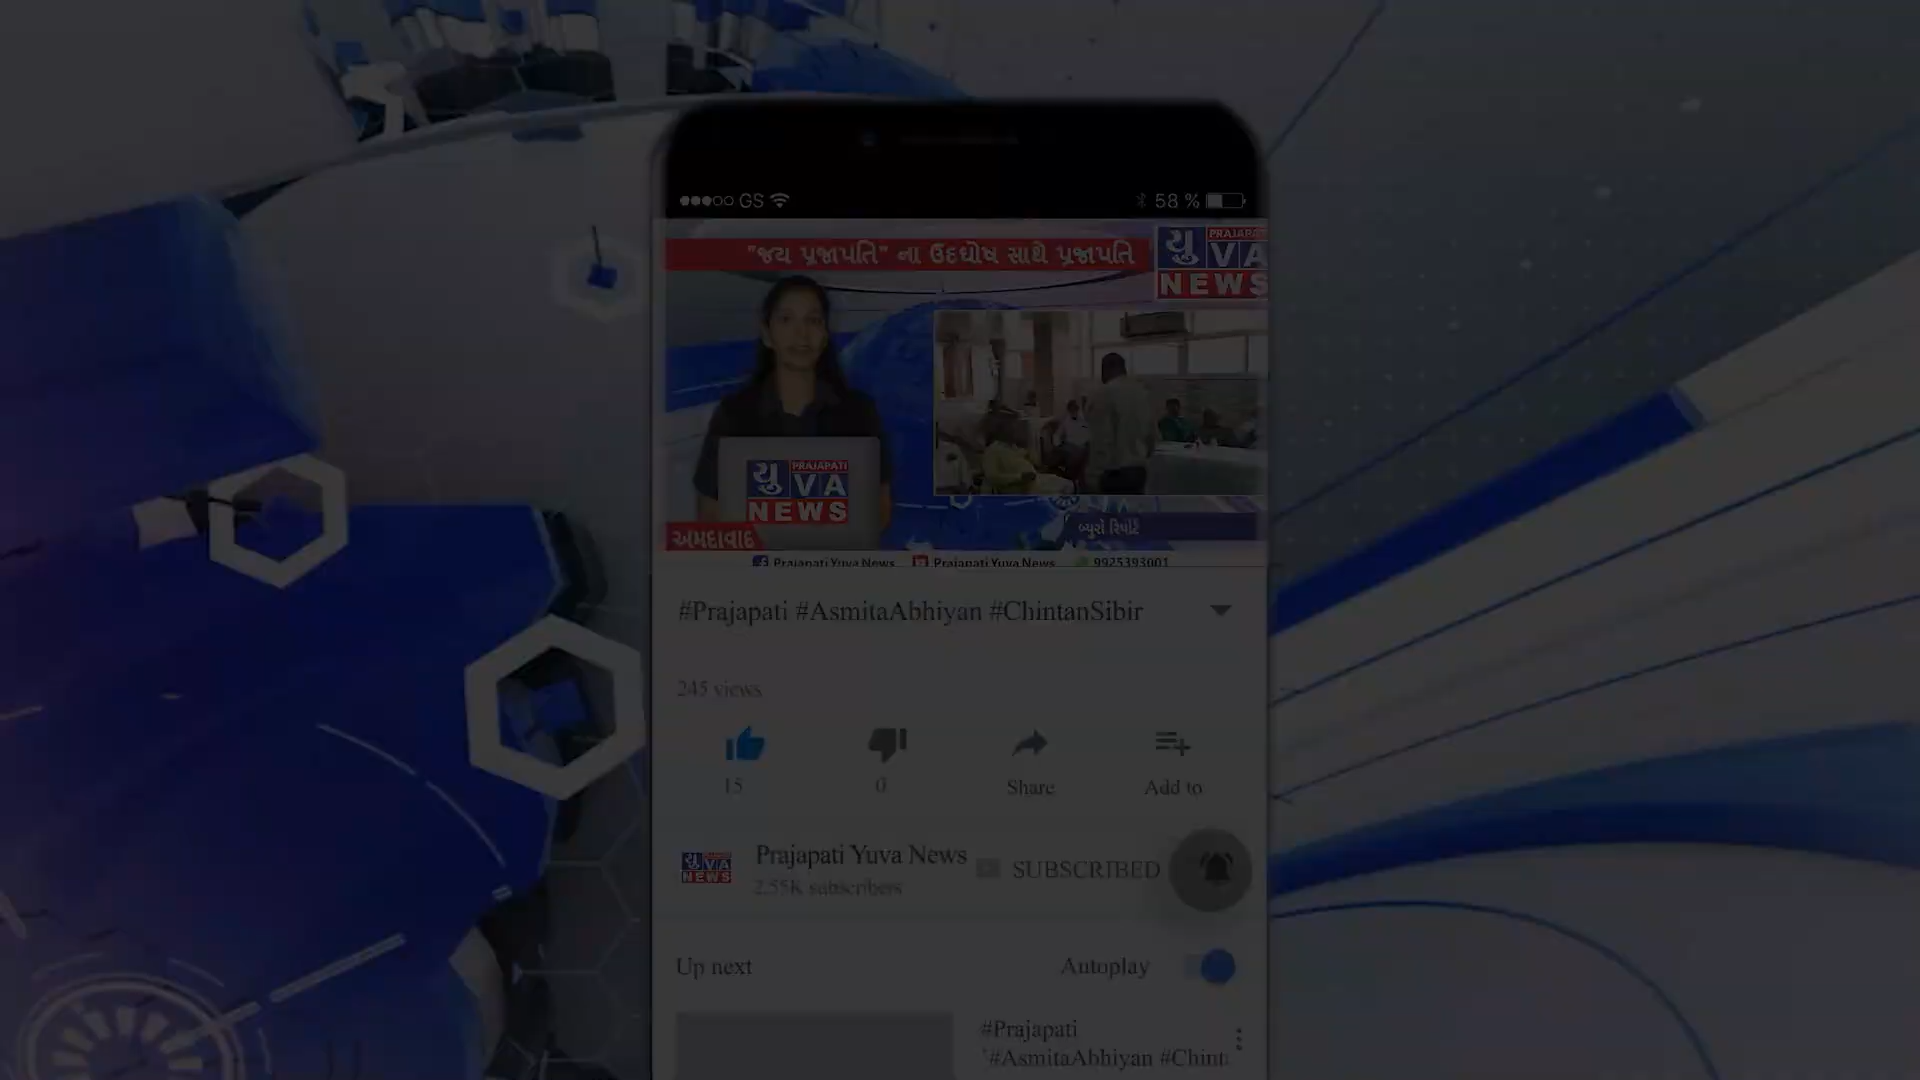 GS 58 %
"જય પ્રજાપતિ" ના ઉદઘોષ સાથે પ્રજાપતિ
યુ PRAJAPATI
VA
NEWS
યુ PRAJAPATI
VA
NEWS
અમદાવાદ
બ્યુરો રિપોર્ટ
Prajapati Yuva News Prajapati Yuva News 9925393001
#Prajapati #AsmitaAbhiyan #ChintanSibir
245 views
15 0 Share Add to
યુ VA
NEWS
Prajapati Yuva News
2.55K subscribers
SUBSCRIBED
Up next Autoplay
#Prajapati
#AsmitaAbhiyan #Chint